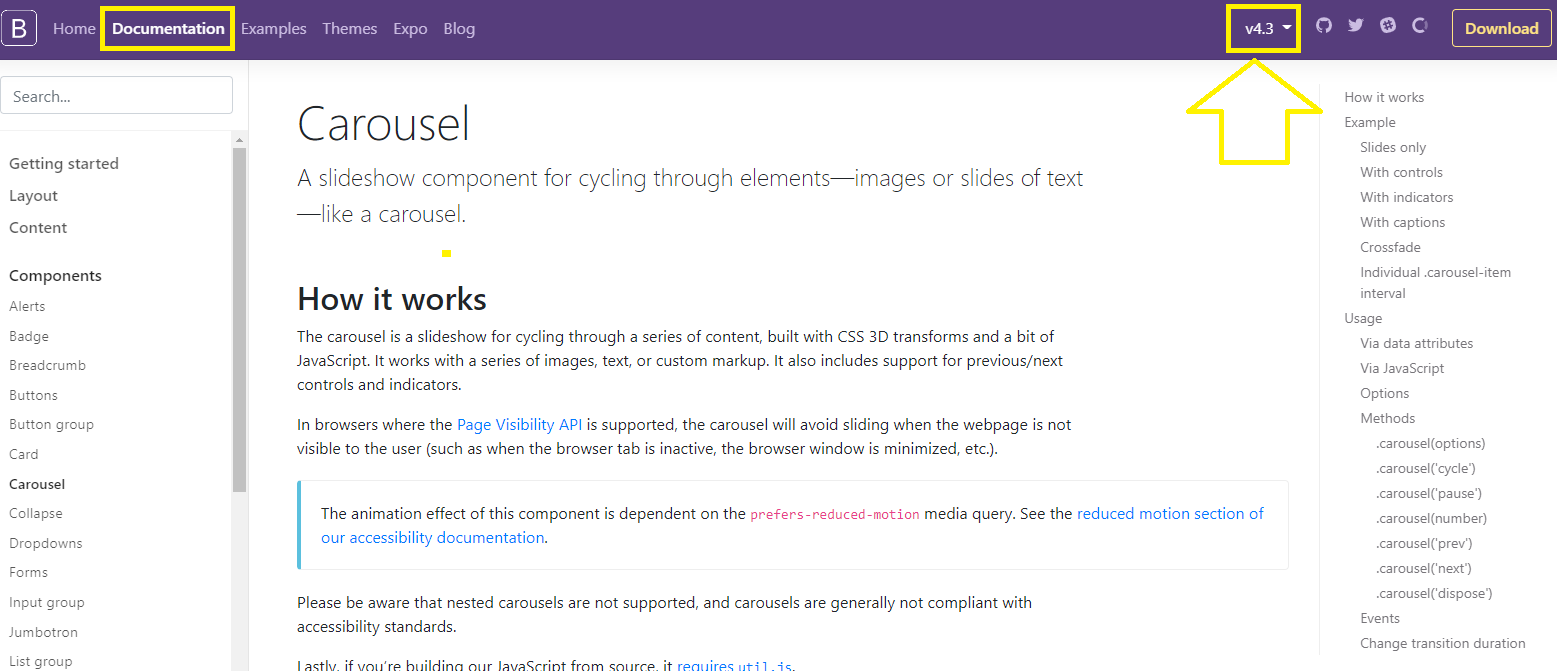 B Home Documentation Examples Themes Expo Blog v4.3 Download
Search...
Getting started
Layout
Content
Components
Alerts
Badge
Breadcrumb
Buttons
Button group
Card
Carousel
Collapse
Dropdowns
Forms
Input group
Jumbotron
List group
Carousel
A slideshow component for cycling through elements—images or slides of text
—like a carousel.
How it works
The carousel is a slideshow for cycling through a series of content, built with CSS 3D transforms and a bit of
JavaScript. It works with a series of images, text, or custom markup. It also includes support for previous/next
controls and indicators.
In browsers where the Page Visibility API is supported, the carousel will avoid sliding when the webpage is not
visible to the user (such as when the browser tab is inactive, the browser window is minimized, etc.).
The animation effect of this component is dependent on the prefers-reduced-motion media query. See the reduced motion section of
our accessibility documentation.
Please be aware that nested carousels are not supported, and carousels are generally not compliant with
accessibility standards.
Lastly, if you’re building our JavaScript from source, it requires util.js.
How it works
Example
Slides only
With controls
With indicators
With captions
Crossfade
Individual .carousel-item
interval
Usage
Via data attributes
Via JavaScript
Options
Methods
.carousel(options)
.carousel('cycle')
.carousel('pause')
.carousel(number)
.carousel('prev')
.carousel('next')
.carousel('dispose')
Events
Change transition duration